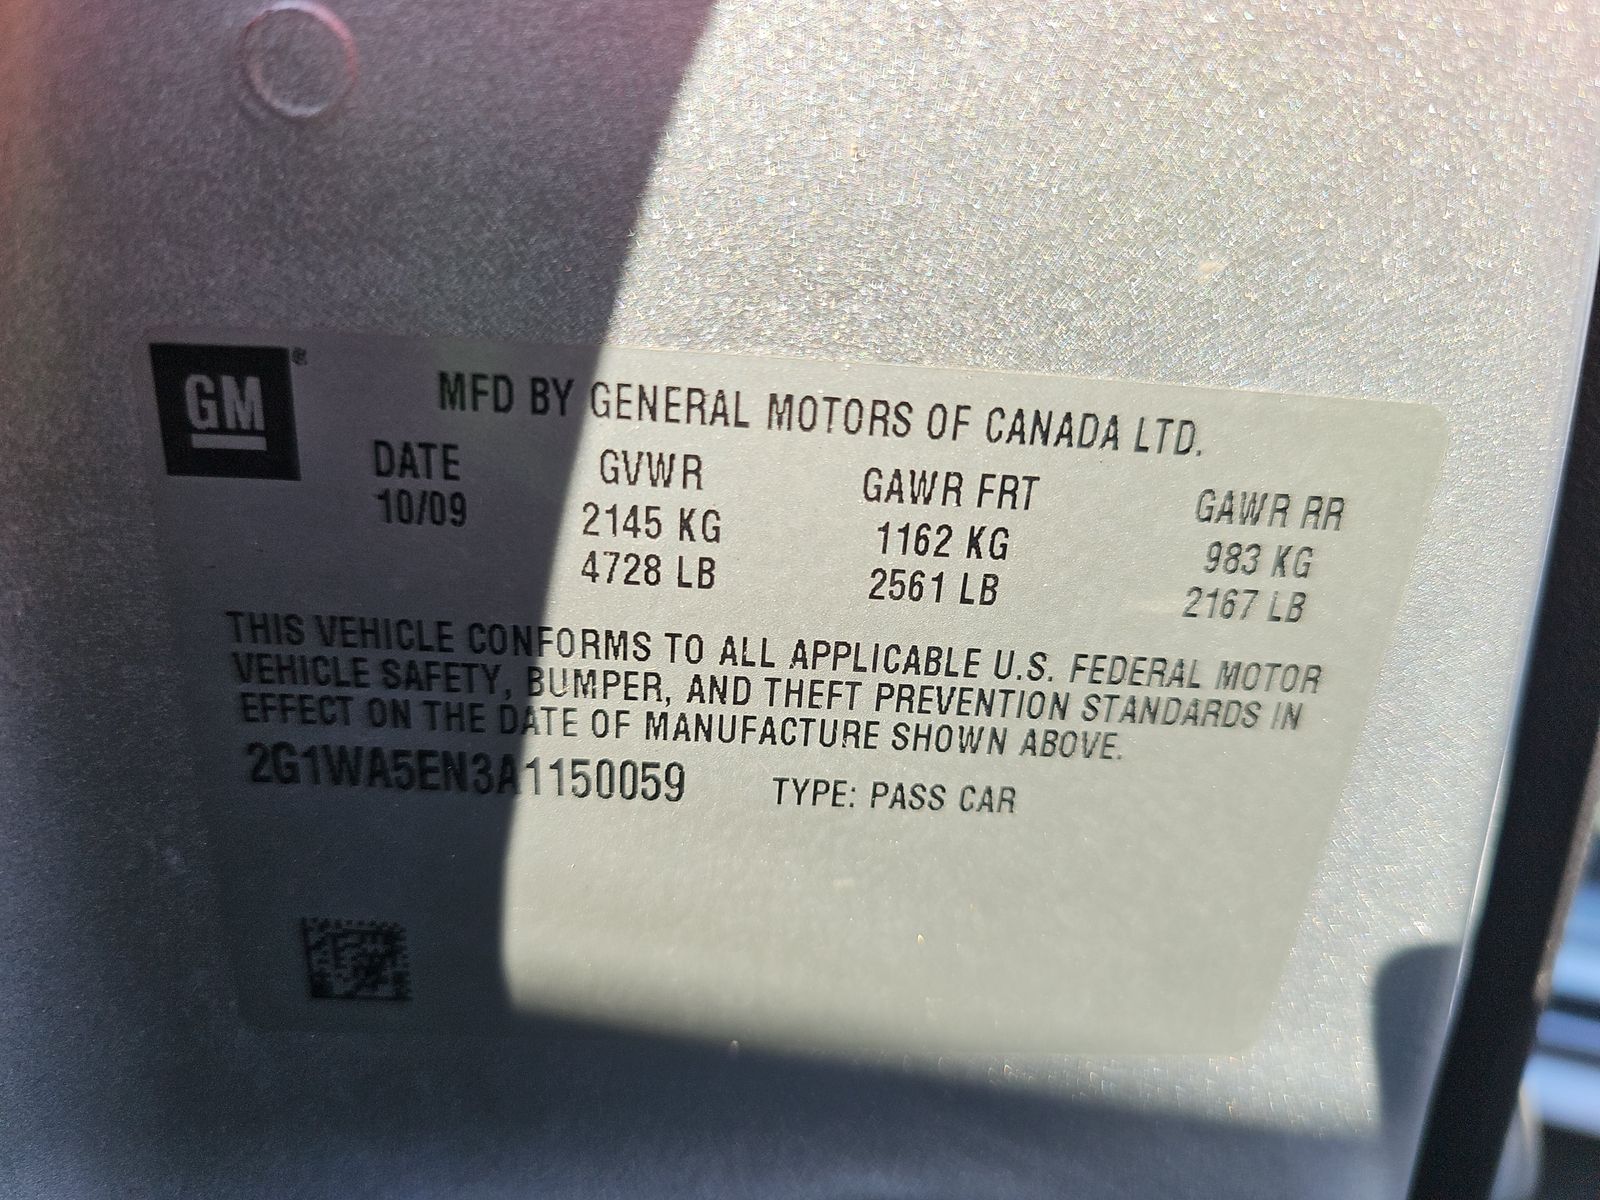 GM®
MFD BY GENERAL MOTORS OF CANADA LTD.
DATE GVWR GAWR FRT GAWR RR
10/09 2145 KG 1162 KG 983 KG
4728 LB 2561 LB 2167 LB
THIS VEHICLE CONFORMS TO ALL APPLICABLE U.S. FEDERAL MOTOR
VEHICLE SAFETY, BUMPER, AND THEFT PREVENTION STANDARDS IN
EFFECT ON THE DATE OF MANUFACTURE SHOWN ABOVE.
2G1WA5EN3A1150059 TYPE: PASS CAR